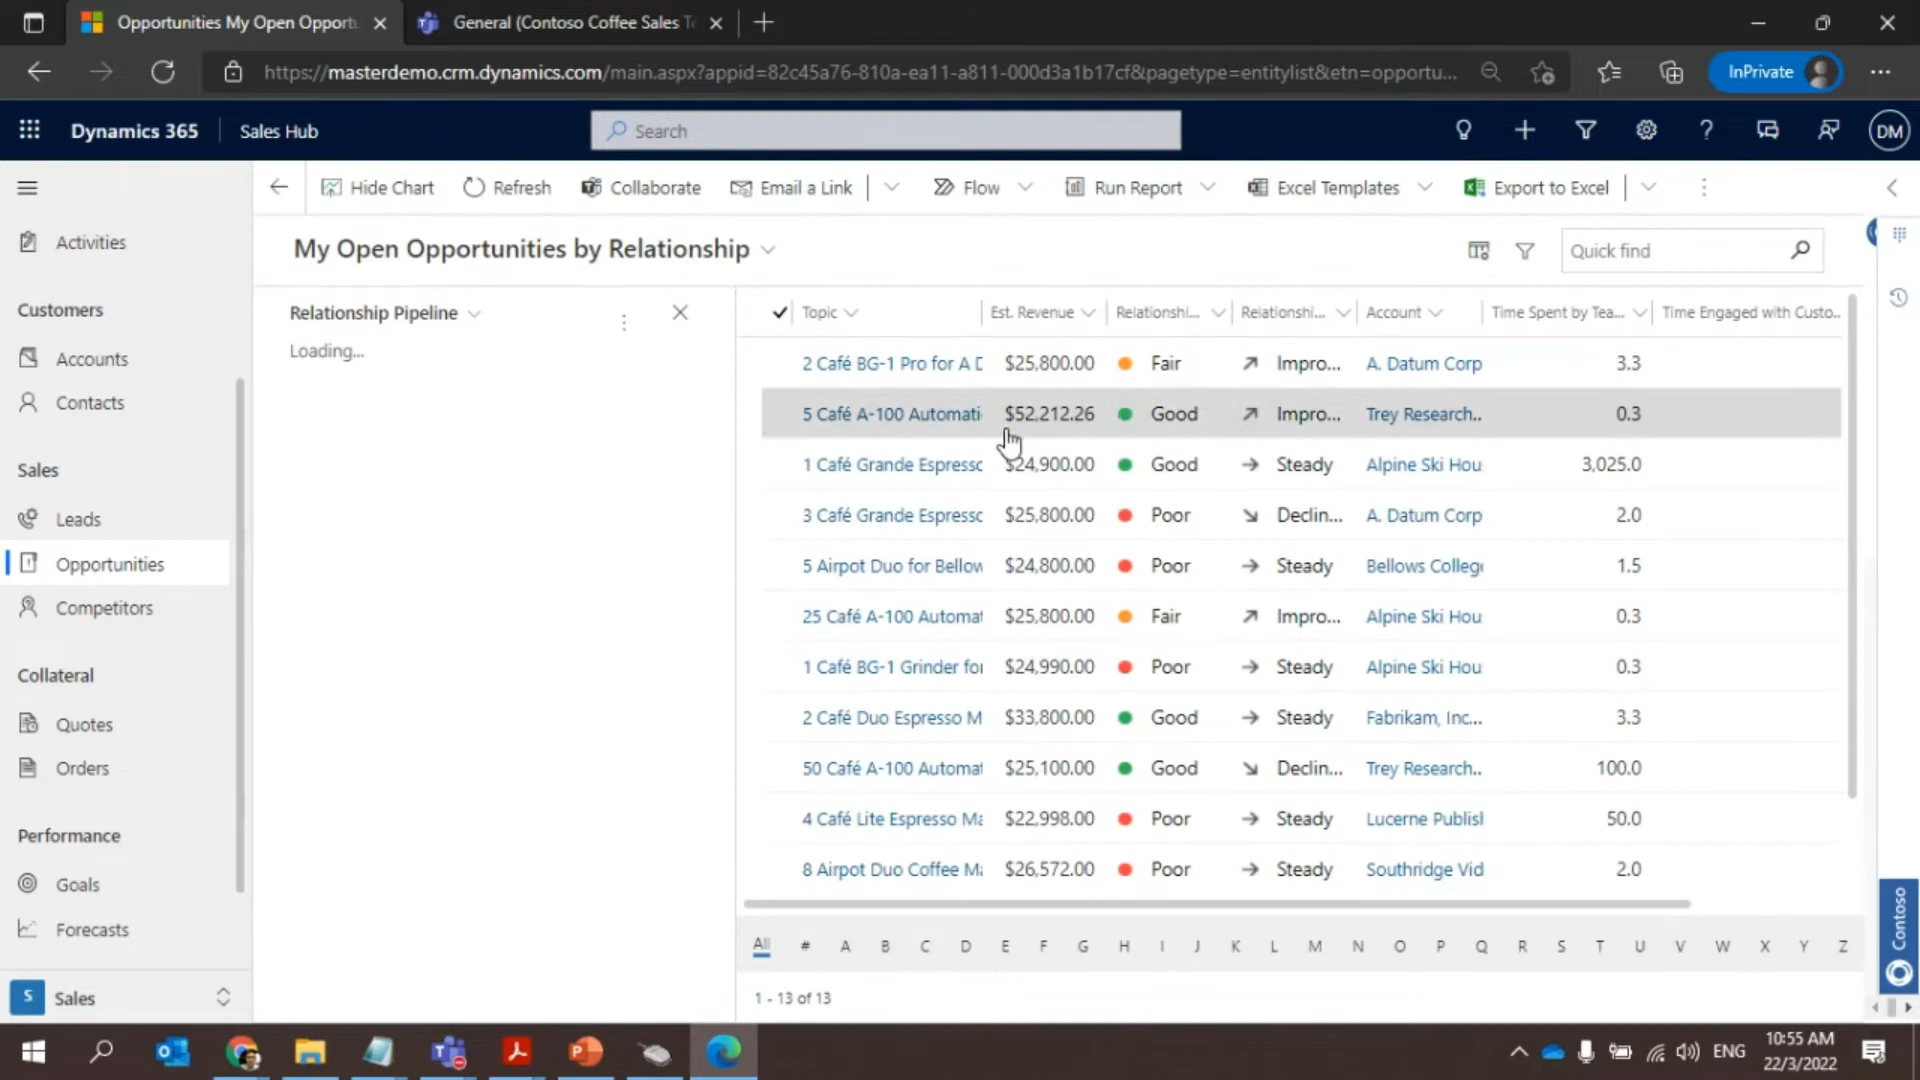 Opportunities My Open Opportu
General (Contoso Coffee Sales Te
https://masterdemo.crm.dynamics.com/main.aspx?appid=82c45a76-810a-ea11-a811-000d3a1b17cf&pagetype=entitylist&etn=opportu...
InPrivate
Dynamics 365
Sales Hub
Search
DM
Hide Chart
Refresh
Collaborate
Email a Link
Flow
Run Report
Excel Templates
Export to Excel
Activities
Customers
Accounts
Contacts
Sales
Leads
Opportunities
Competitors
Collateral
Quotes
Orders
Performance
Goals
Forecasts
S Sales
My Open Opportunities by Relationship
Quick find
Relationship Pipeline
Loading...
Topic Est. Revenue Relationshi... Relationshi... Account Time Spent by Tea... Time Engaged with Custo...
2 Café BG-1 Pro for A D $25,800.00 Fair Impro... A. Datum Corp 3.3
5 Café A-100 Automati $52,212.26 Good Impro... Trey Research.. 0.3
1 Café Grande Espresso $24,900.00 Good Steady Alpine Ski Hou 3,025.0
3 Café Grande Espresso $25,800.00 Poor Declin... A. Datum Corp 2.0
5 Airpot Duo for Bellow $24,800.00 Poor Steady Bellows College 1.5
25 Café A-100 Automat $25,800.00 Fair Impro... Alpine Ski Hou 0.3
1 Café BG-1 Grinder for $24,990.00 Poor Steady Alpine Ski Hou 0.3
2 Café Duo Espresso M $33,800.00 Good Steady Fabrikam, Inc... 3.3
50 Café A-100 Automat $25,100.00 Good Declin... Trey Research.. 100.0
4 Café Lite Espresso Ma $22,998.00 Poor Steady Lucerne Publisl 50.0
8 Airpot Duo Coffee Ma $26,572.00 Poor Steady Southridge Vid 2.0
All # A B C D E F G H I J K L M N O P Q R S T U V W X Y Z
1 - 13 of 13
Contoso
ENG
10:55 AM
22/3/2022